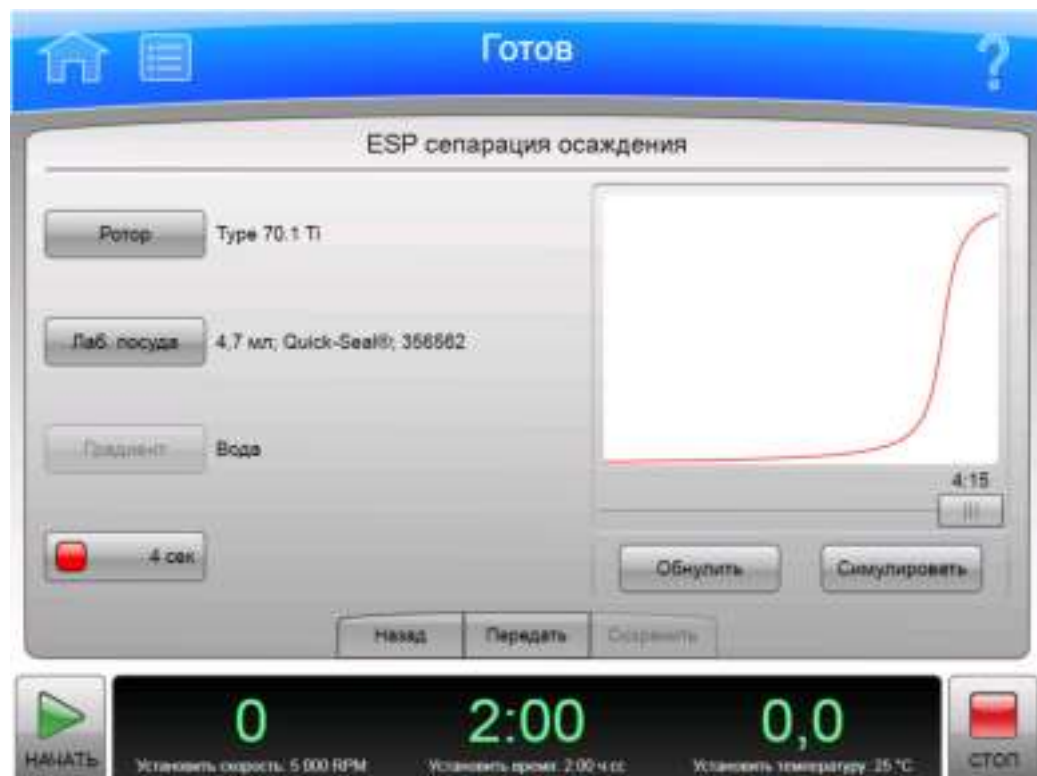 Готов
?
ESP сепарация осаждения
Ротор Type 70.1 Ti
Лаб. посуда 4,7 мл; Quick-Seal®; 356562
Градиент Вода
4:15
4 сек
Обнулить Симулировать
Назад Передать Сохранить
0 2:00 0,0
НАЧАТЬ Установить скорость: 5 000 RPM Установить время: 2:00 ч:сс Установить температуру: 25 °C СТОП